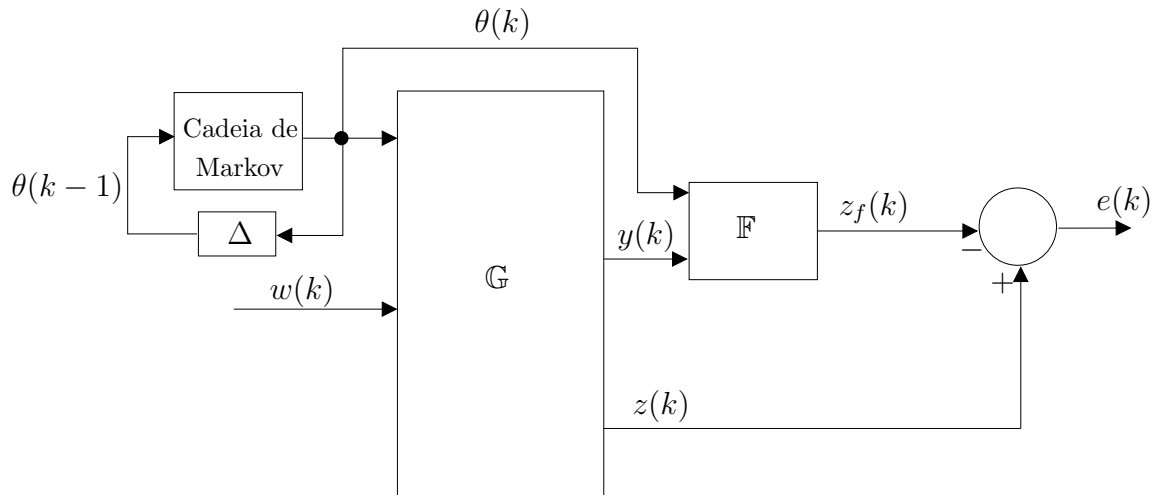 θ(k)
Cadeia de
Markov
θ(k − 1)
Δ
w(k)
𝔾
y(k)
𝔽
z_f(k)
e(k)
−
+
z(k)